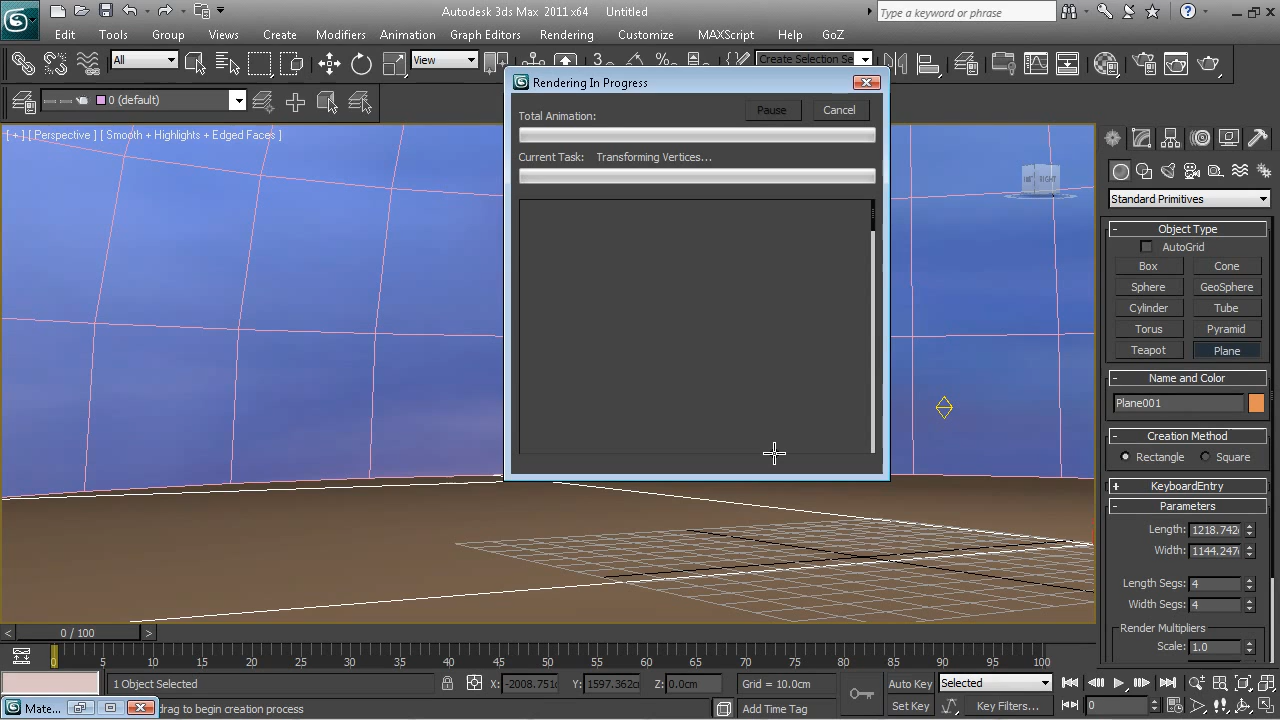 Autodesk 3ds Max 2011x64 Untitled
Type a keyword or phrase
Edit Tools Group Views Create Modifiers Animation Graph Editors Rendering Customize MAXScript Help GoZ
All View Create Selection Se
0 (default)
[ + ] [ Perspective ] [ Smooth + Highlights + Edged Faces ]
Rendering In Progress
Total Animation: Pause Cancel
Current Task: Transforming Vertices...
RIGHT
Standard Primitives
- Object Type
AutoGrid
Box Cone
Sphere GeoSphere
Cylinder Tube
Torus Pyramid
Teapot Plane
- Name and Color
Plane001
- Creation Method
Rectangle Square
+ KeyboardEntry
- Parameters
Length: 1218.742
Width: 1144.247
Length Segs: 4
Width Segs: 4
Render Multipliers
Scale: 1.0
< 0 / 100 >
0 5 10 15 20 25 30 35 40 45 50 55 60 65 70 75 80 85 90 95 100
1 Object Selected X: -2008.751 Y: 1597.362 Z: 0.0cm Grid = 10.0cm Auto Key Selected
Mate... drag to begin creation process Add Time Tag Set Key Key Filters... 0